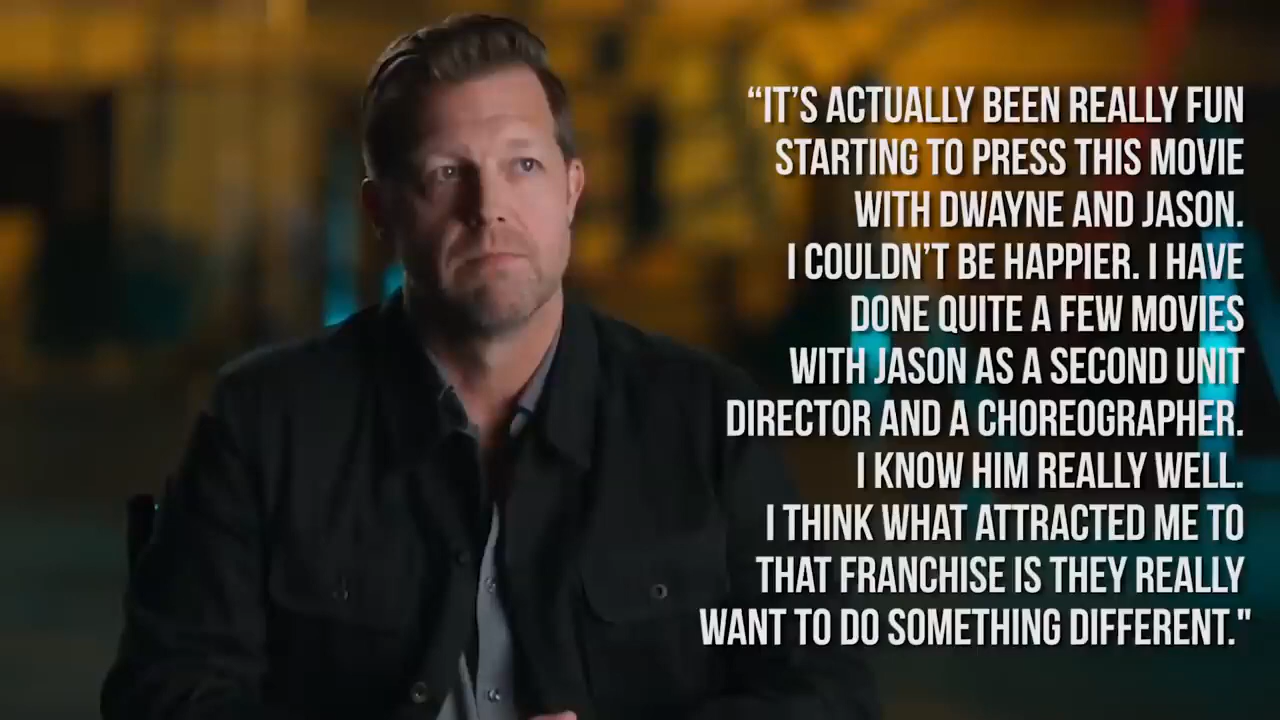 “IT’S ACTUALLY BEEN REALLY FUN
STARTING TO PRESS THIS MOVIE
WITH DWAYNE AND JASON.
I COULDN’T BE HAPPIER. I HAVE
DONE QUITE A FEW MOVIES
WITH JASON AS A SECOND UNIT
DIRECTOR AND A CHOREOGRAPHER.
I KNOW HIM REALLY WELL.
I THINK WHAT ATTRACTED ME TO
THAT FRANCHISE IS THEY REALLY
WANT TO DO SOMETHING DIFFERENT."